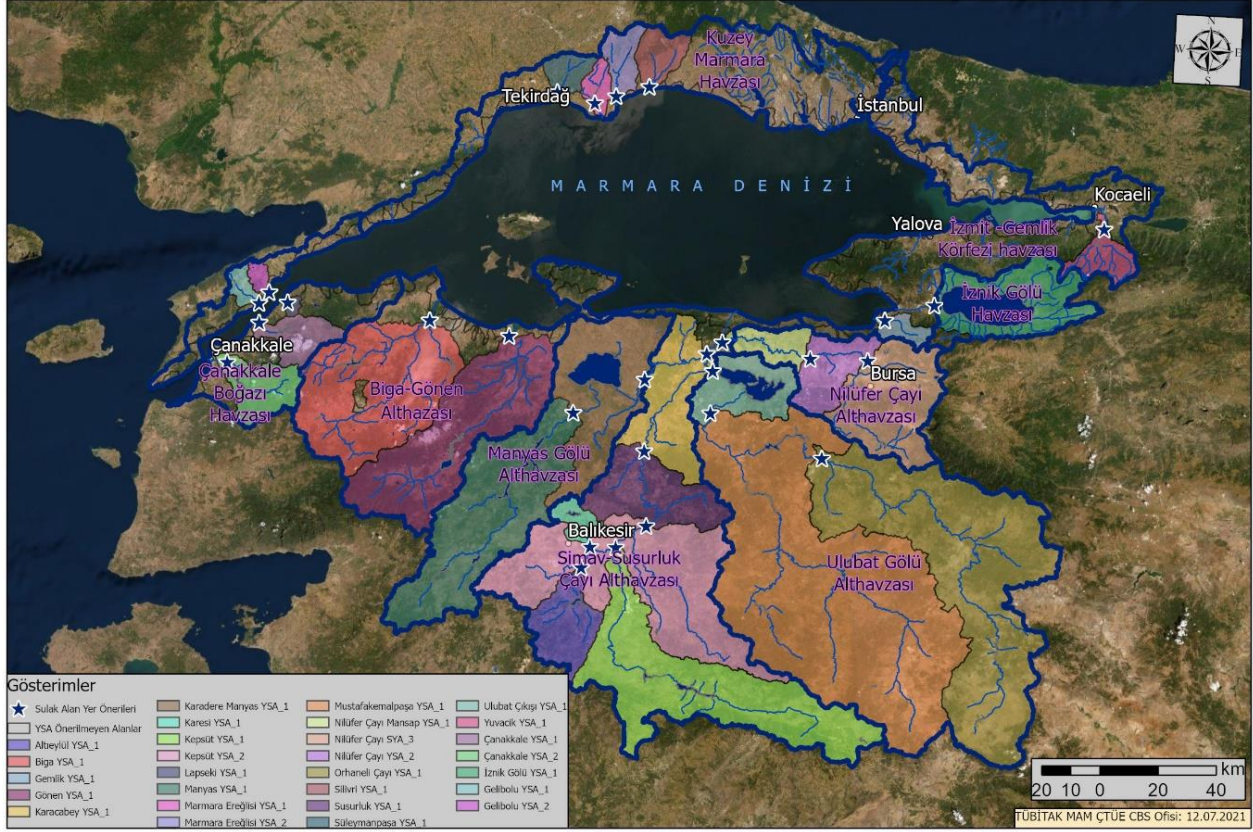 N
W E
S
Kuzey
Marmara
Havzası
Tekirdağ
İstanbul
MARMARA DENİZİ
Kocaeli
Yalova
İzmit -Gemlik
Körfezi havzası
İznik Gölü
Havzası
Çanakkale
Çanakkale
Boğazı
Havzası
Biga-Gönen
Althazası
Bursa
Nilüfer Çayı
Althavzası
Manyas Gölü
Althavzası
Balıkesir
Simav-Susurluk
Çayı Althavzası
Ulubat Gölü
Althavzası
Gösterimler
Sulak Alan Yer Önerileri
YSA Önerilmeyen Alanlar
Altıeylül YSA_1
Biga YSA_1
Gemlik YSA_1
Gönen YSA_1
Karacabey YSA_1
Karadere Manyas YSA_1
Karesi YSA_1
Kepsüt YSA_1
Kepsüt YSA_2
Lapseki YSA_1
Manyas YSA_1
Marmara Ereğlisi YSA_1
Marmara Ereğlisi YSA_2
Mustafakemalpaşa YSA_1
Nilüfer Çayı Mansap YSA_1
Nilüfer Çayı SYA_3
Nilüfer Çayı YSA_2
Orhaneli Çayı YSA_1
Silivri YSA_1
Susurluk YSA_1
Süleymanpaşa YSA_1
Ulubat Çıkışı YSA_1
Yuvacık YSA_1
Çanakkale YSA_1
Çanakkale YSA_2
İznik Gölü YSA_1
Gelibolu YSA_1
Gelibolu YSA_2
km
20 10 0 20 40
TÜBİTAK MAM ÇTÜE CBS Ofisi: 12.07.2021